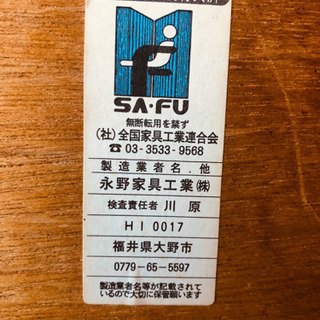 SA・FU
無断転用を禁ず
(社)全国家具工業連合会
☎ 03-3533-9568
製造業者名.他
永野家具工業㈱
検査責任者 川原
HI0017
福井県大野市
0779-65-5597
製造業者名等が記載されて
いるので大切に保管願います